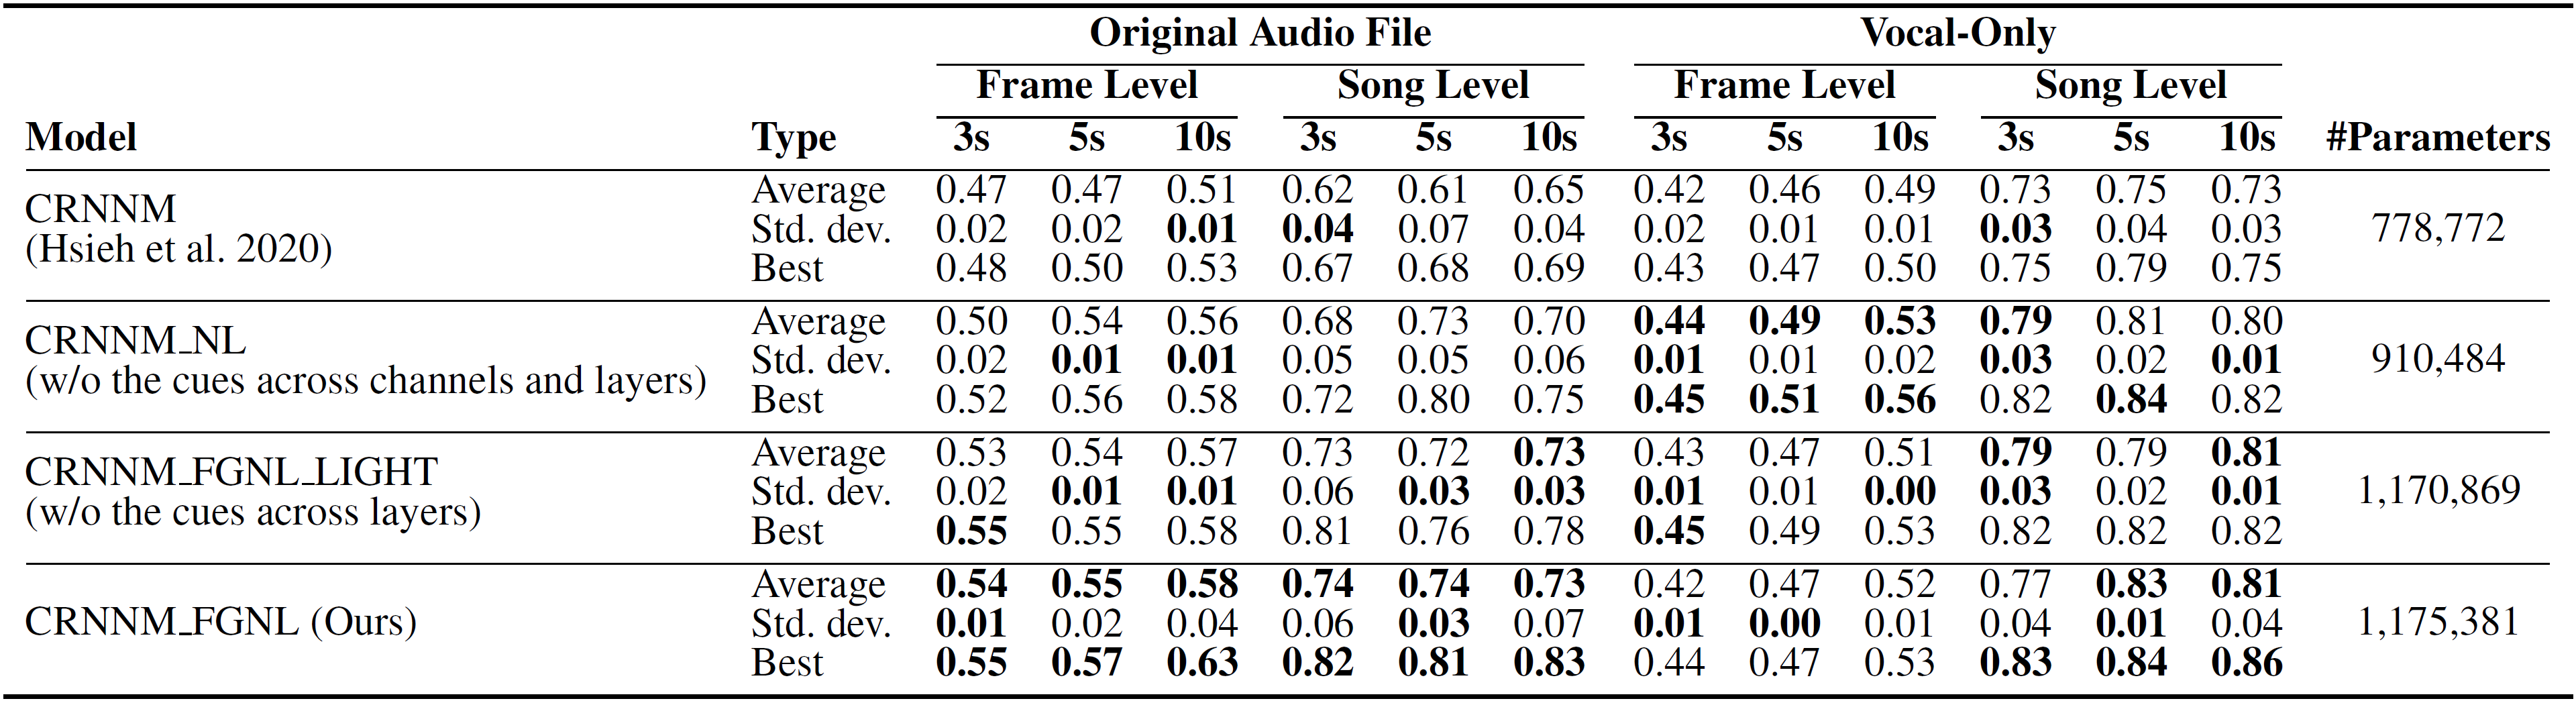 Original Audio File Vocal-Only
Frame Level Song Level Frame Level Song Level
Model Type 3s 5s 10s 3s 5s 10s 3s 5s 10s 3s 5s 10s #Parameters
Average 0.47 0.47 0.51 0.62 0.61 0.65 0.42 0.46 0.49 0.73 0.75 0.73
CRNNM
Std. dev. 0.02 0.02 0.01 0.04 0.07 0.04 0.02 0.01 0.01 0.03 0.04 0.03 778,772
(Hsieh et al. 2020)
Best 0.48 0.50 0.53 0.67 0.68 0.69 0.43 0.47 0.50 0.75 0.79 0.75
Average 0.50 0.54 0.56 0.68 0.73 0.70 0.44 0.49 0.53 0.79 0.81 0.80
CRNNM_NL
Std. dev. 0.02 0.01 0.01 0.05 0.05 0.06 0.01 0.01 0.02 0.03 0.02 0.01 910,484
(w/o the cues across channels and layers)
Best 0.52 0.56 0.58 0.72 0.80 0.75 0.45 0.51 0.56 0.82 0.84 0.82
Average 0.53 0.54 0.57 0.73 0.72 0.73 0.43 0.47 0.51 0.79 0.79 0.81
CRNNM_FGNL_LIGHT
Std. dev. 0.02 0.01 0.01 0.06 0.03 0.03 0.01 0.01 0.00 0.03 0.02 0.01 1,170,869
(w/o the cues across layers)
Best 0.55 0.55 0.58 0.81 0.76 0.78 0.45 0.49 0.53 0.82 0.82 0.82
Average 0.54 0.55 0.58 0.74 0.74 0.73 0.42 0.47 0.52 0.77 0.83 0.81
CRNNM_FGNL (Ours) Std. dev. 0.01 0.02 0.04 0.06 0.03 0.07 0.01 0.00 0.01 0.04 0.01 0.04 1,175,381
Best 0.55 0.57 0.63 0.82 0.81 0.83 0.44 0.47 0.53 0.83 0.84 0.86